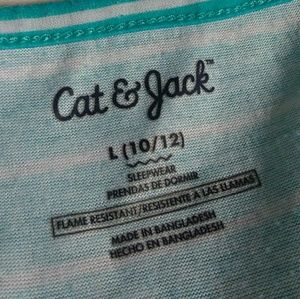 Cat & Jack™
L (10/12)
SLEEPWEAR
PRENDAS DE DORMIR
FLAME RESISTANT/RESISTENTE A LAS LLAMAS
MADE IN BANGLADESH
HECHO EN BANGLADESH